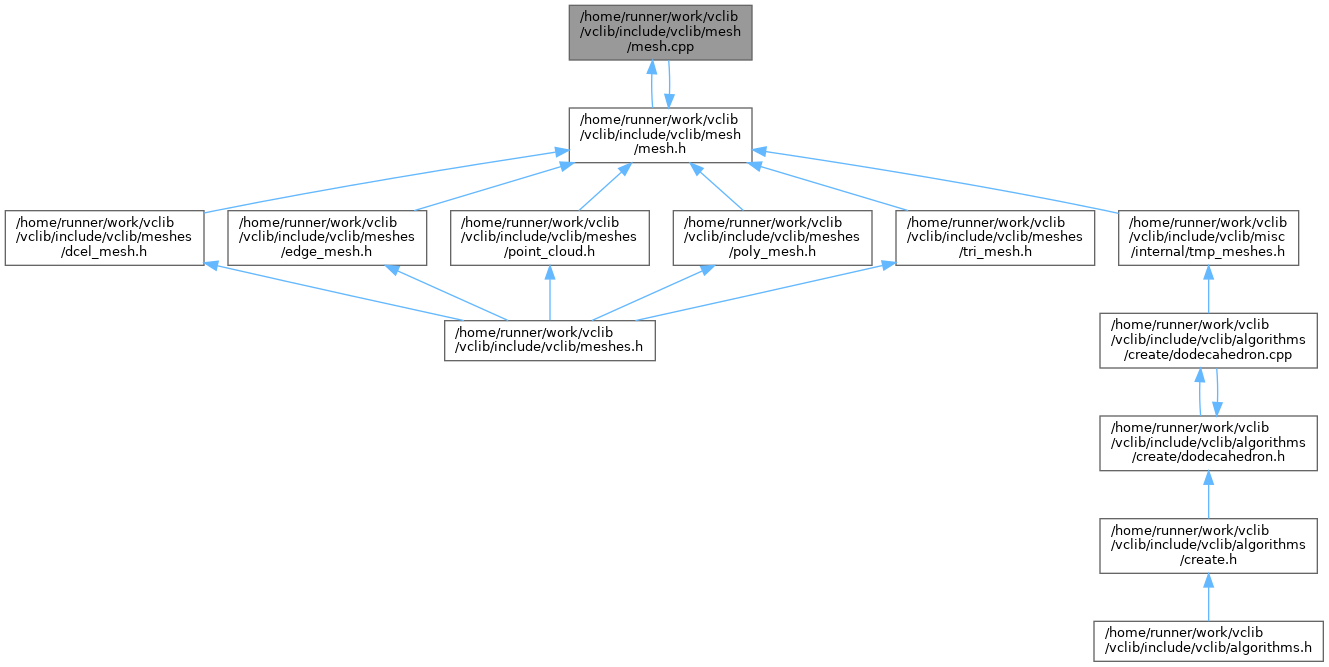 /home/runner/work/vclib
/vclib/include/vclib/mesh
/mesh.cpp
/home/runner/work/vclib
/vclib/include/vclib/mesh
/mesh.h
/home/runner/work/vclib
/vclib/include/vclib/meshes
/dcel_mesh.h
/home/runner/work/vclib
/vclib/include/vclib/meshes
/edge_mesh.h
/home/runner/work/vclib
/vclib/include/vclib/meshes
/point_cloud.h
/home/runner/work/vclib
/vclib/include/vclib/meshes
/poly_mesh.h
/home/runner/work/vclib
/vclib/include/vclib/meshes
/tri_mesh.h
/home/runner/work/vclib
/vclib/include/vclib/misc
/internal/tmp_meshes.h
/home/runner/work/vclib
/vclib/include/vclib/meshes.h
/home/runner/work/vclib
/vclib/include/vclib/algorithms
/create/dodecahedron.cpp
/home/runner/work/vclib
/vclib/include/vclib/algorithms
/create/dodecahedron.h
/home/runner/work/vclib
/vclib/include/vclib/algorithms
/create.h
/home/runner/work/vclib
/vclib/include/vclib/algorithms.h